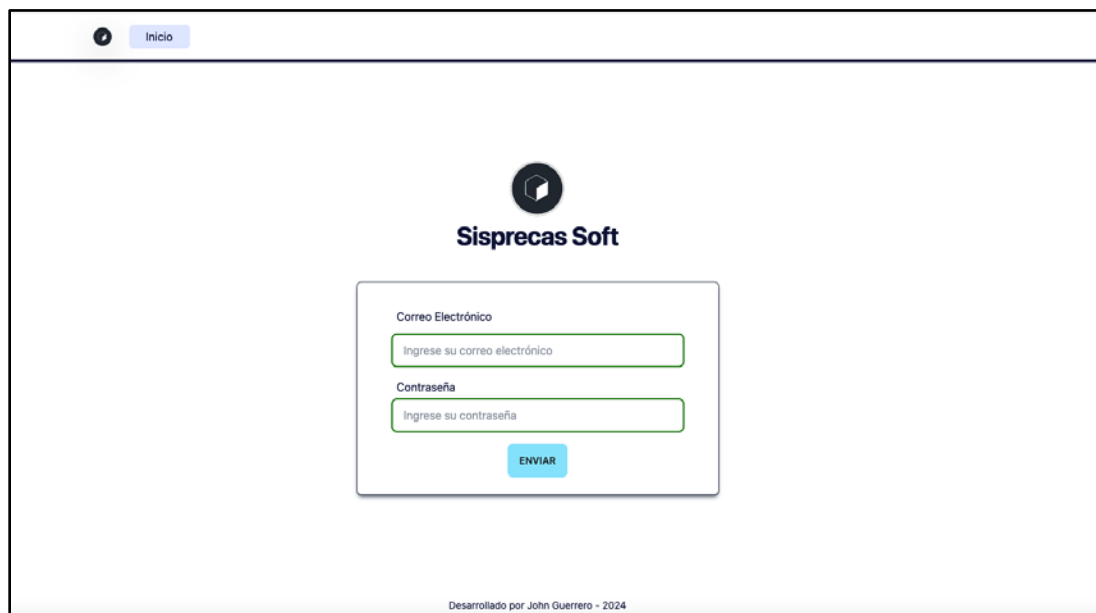 Inicio
Sisprecas Soft
Correo Electrónico
Ingrese su correo electrónico
Contraseña
Ingrese su contraseña
ENVIAR
Desarrollado por John Guerrero - 2024